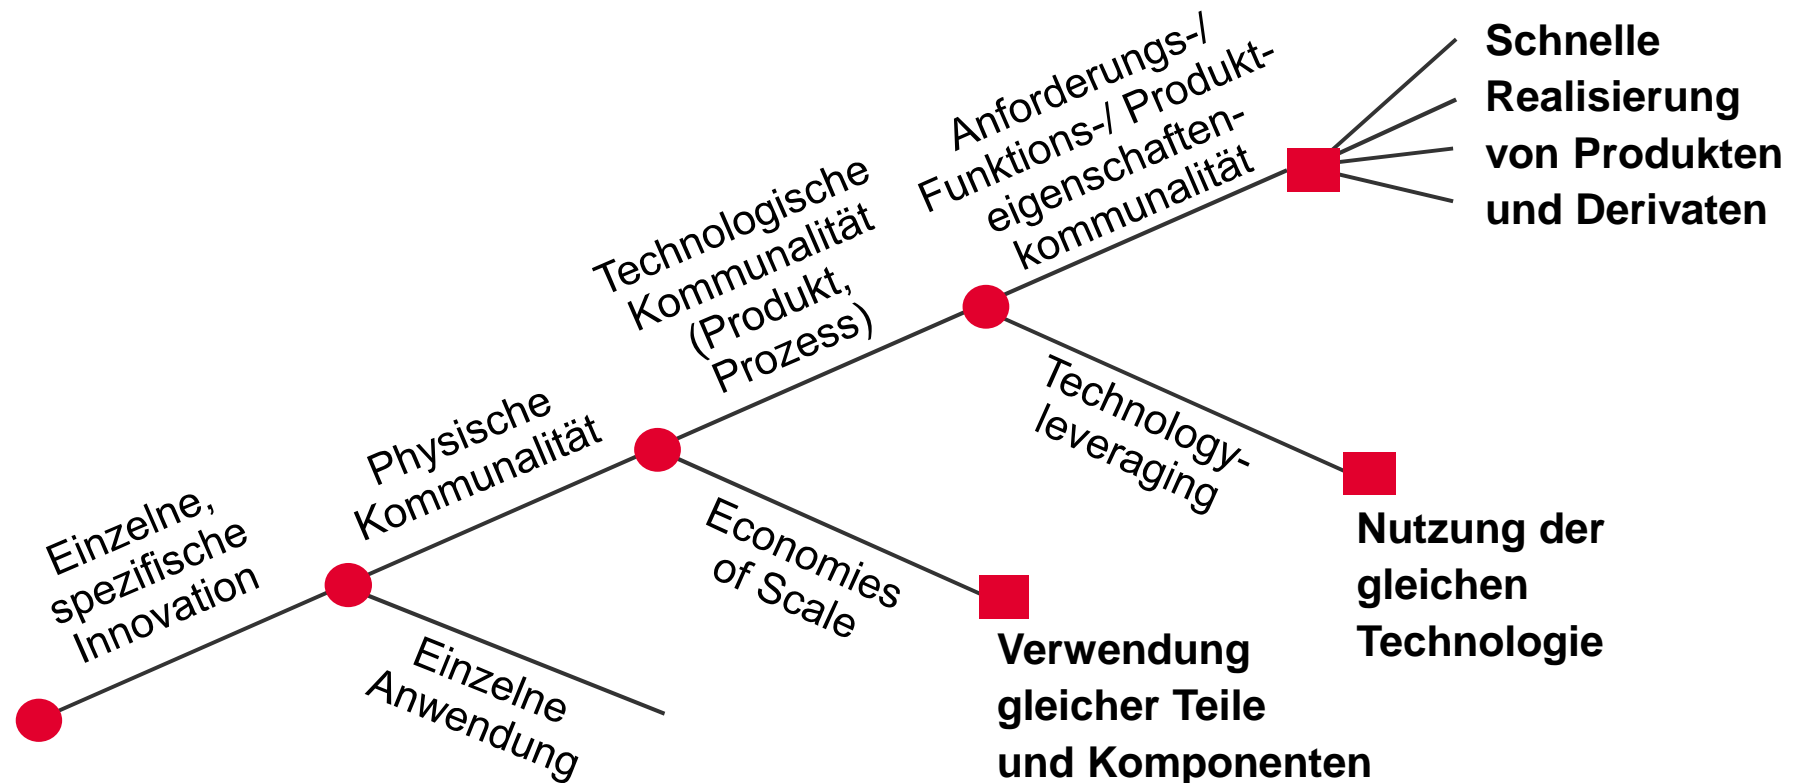 Einzelne,
spezifische
Innovation
Einzelne
Anwendung
Physische
Kommunalität
Economies
of Scale
Verwendung
gleicher Teile
und Komponenten
Technologische
Kommunalität
(Produkt,
Prozess)
Technology-
leveraging
Nutzung der
gleichen
Technologie
Anforderungs-/
Funktions-/ Produkt-
eigenschaften-
kommunalität
Schnelle
Realisierung
von Produkten
und Derivaten